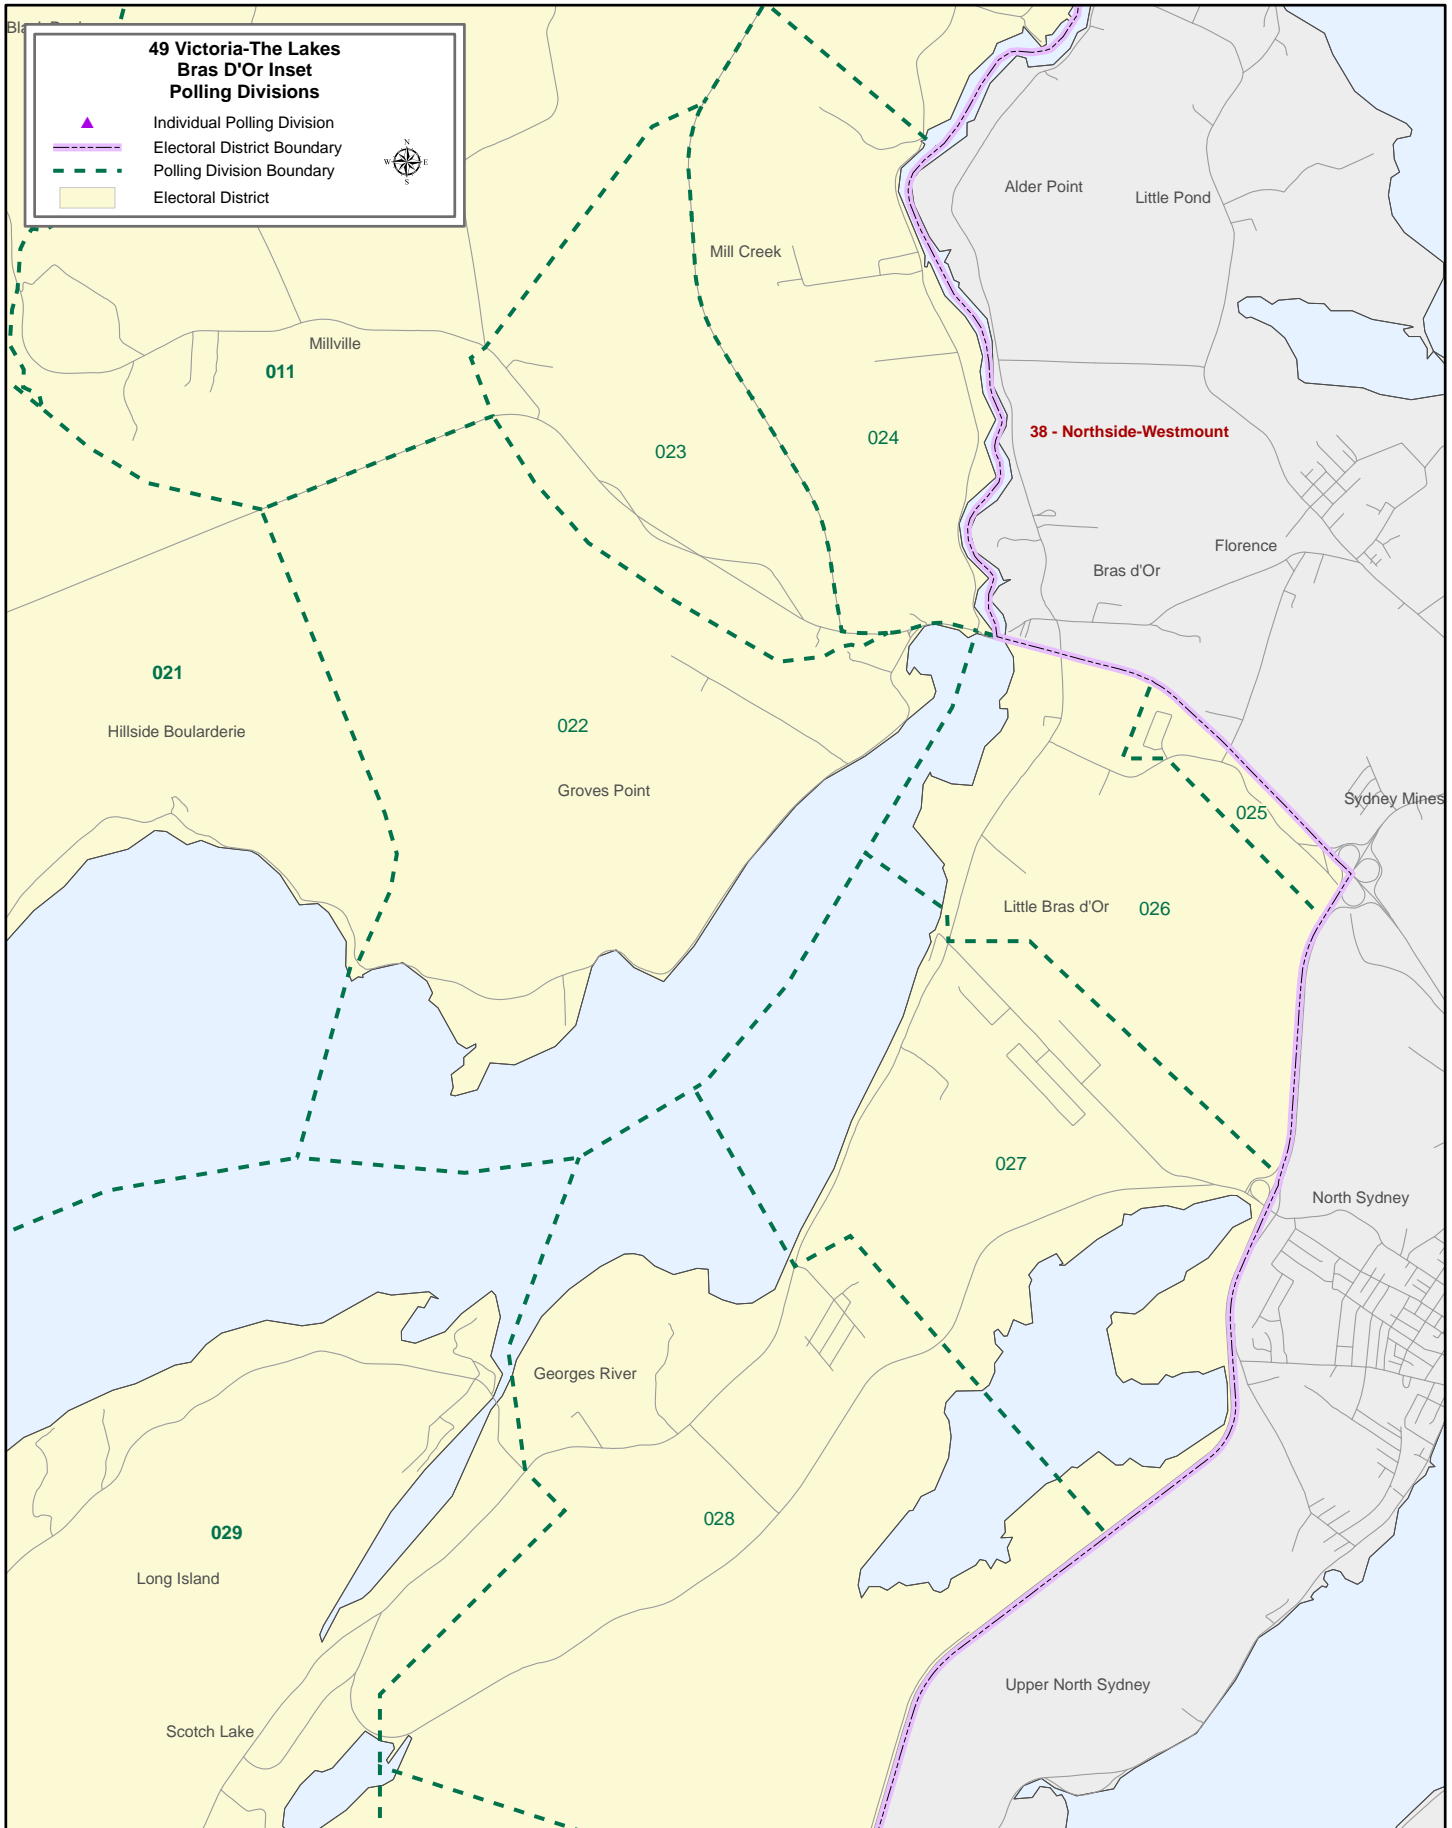 49 Victoria-The Lakes
Bras D'Or Inset
Polling Divisions
Individual Polling Division
Electoral District Boundary
Polling Division Boundary
Electoral District
N
W E
S
Alder Point
Little Pond
Mill Creek
Millville
011
023
024
38 - Northside-Westmount
Florence
Bras d'Or
021
Hillside Boularderie
022
Groves Point
Sydney Mines
025
Little Bras d'Or
026
027
North Sydney
Georges River
028
029
Long Island
Upper North Sydney
Scotch Lake